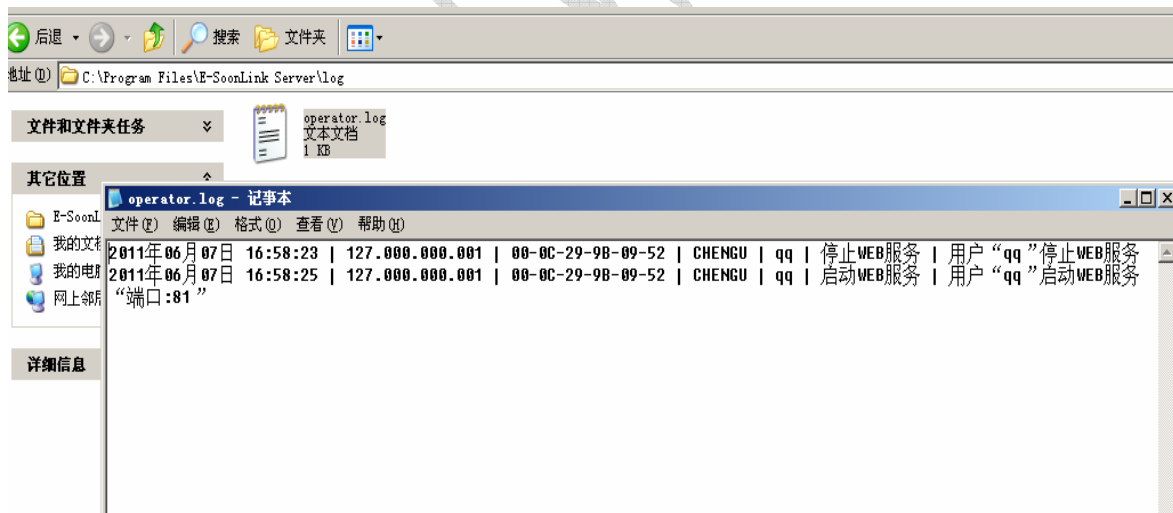 后退 搜索 文件夹
地址(D) C:\Program Files\E-SoonLink Server\log
文件和文件夹任务
operator.log
文本文档
1 KB
其它位置
E-SoonL
我的文档
我的电脑
网上邻居
详细信息
operator.log - 记事本
文件(F) 编辑(E) 格式(O) 查看(V) 帮助(H)
2011年06月07日 16:58:23 | 127.000.000.001 | 00-0C-29-9B-09-52 | CHENGU | qq | 停止WEB服务 | 用户“qq”停止WEB服务
2011年06月07日 16:58:25 | 127.000.000.001 | 00-0C-29-9B-09-52 | CHENGU | qq | 启动WEB服务 | 用户“qq”启动WEB服务
“端口:81”